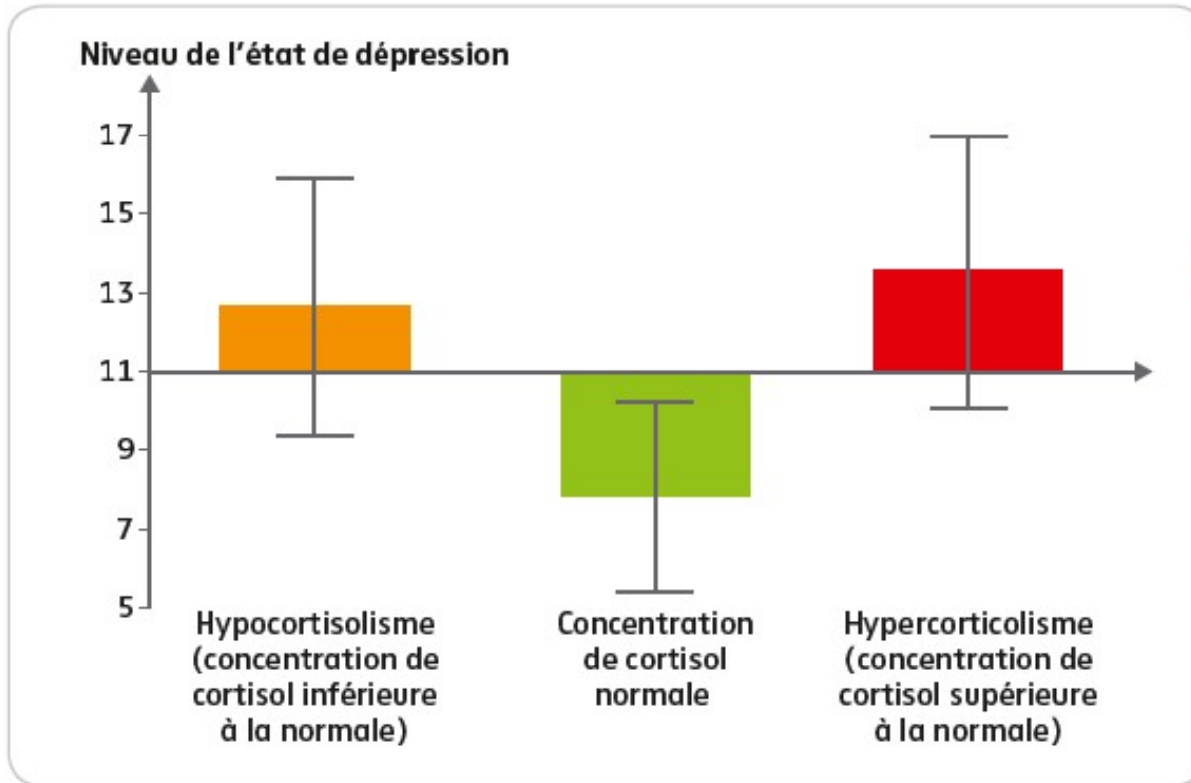 Niveau de l'état de dépression
17
15
13
11
9
7
5
Hypocortisolisme
(concentration de
cortisol inférieure
à la normale)
Concentration
de cortisol
normale
Hypercorticolisme
(concentration de
cortisol supérieure
à la normale)